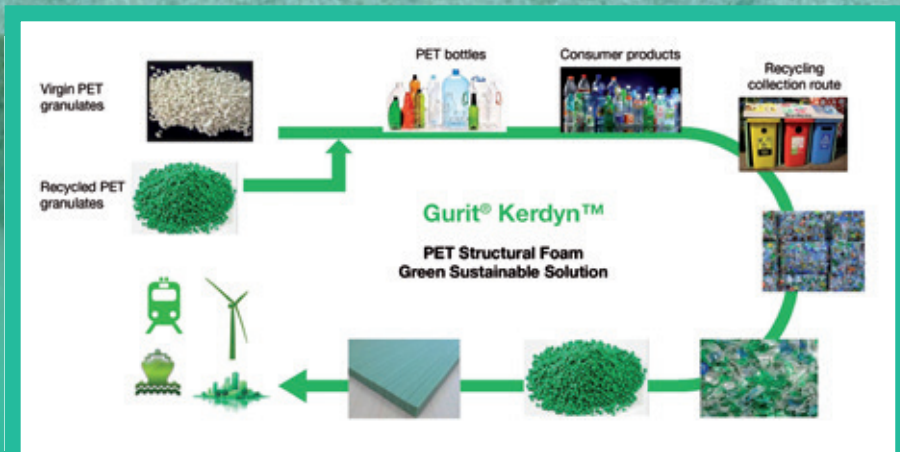 PET bottles
Consumer products
Recycling
collection route
Virgin PET
granulates
Recycled PET
granulates
Gurit® Kerdyn™
PET Structural Foam
Green Sustainable Solution